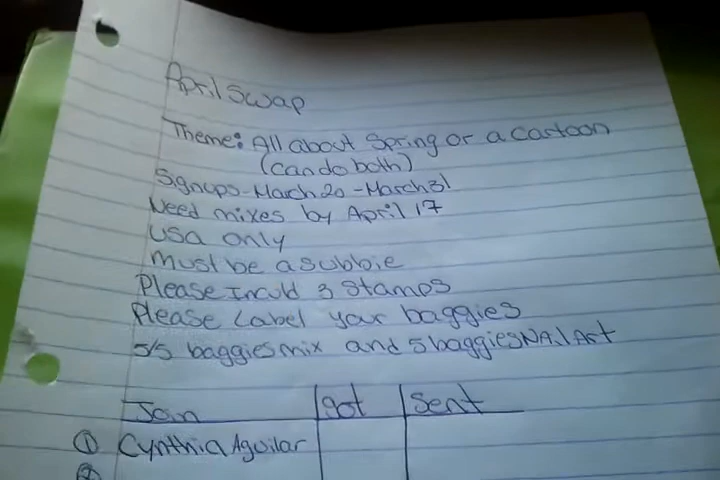 April Swap
Theme: All about Spring or a cartoon
(can do both)
Signups - March 20 - March 31
Need mixes by April 17
USA only
Must be a subbie
Please Inculd 3 Stamps
Please Label your baggies
5/5 baggies mix and 5 baggies NAil Art
Join got Sent
① Cynthia Aguilar
②